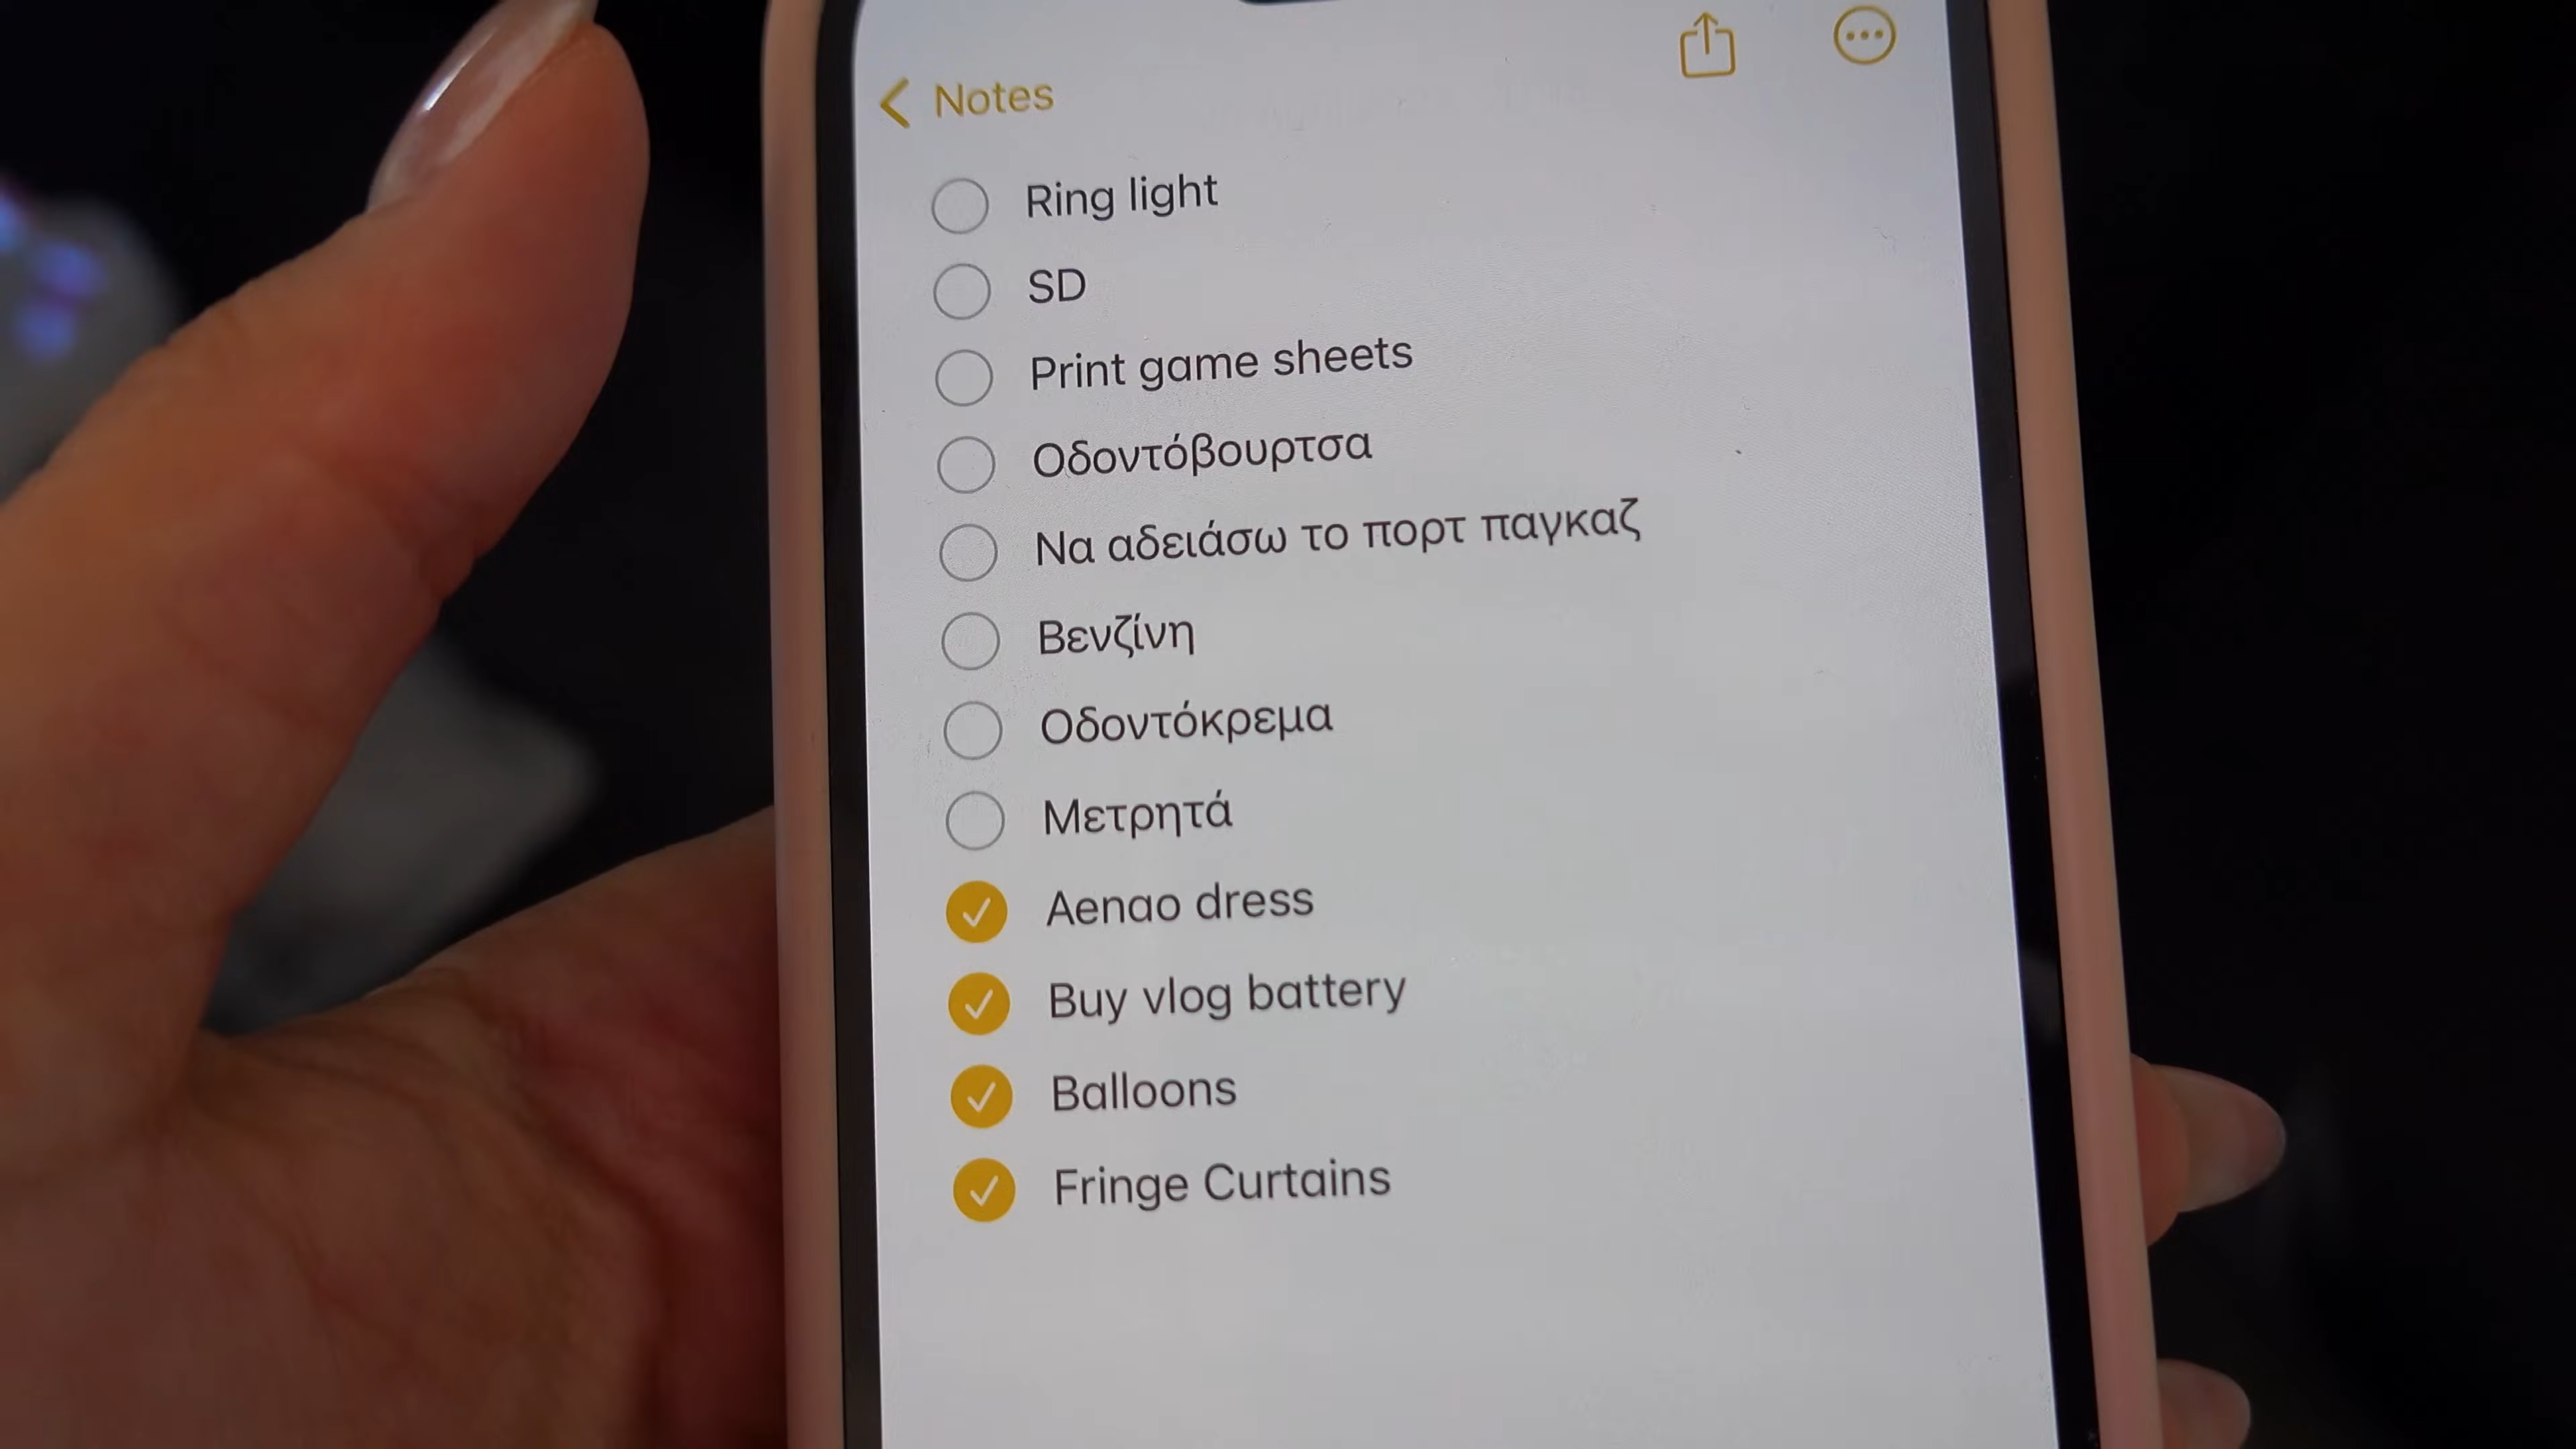 Notes
Ring light
SD
Print game sheets
Οδοντόβουρτσα
Να αδειάσω το πορτ παγκαζ
Βενζίνη
Οδοντόκρεμα
Μετρητά
Aenao dress
Buy vlog battery
Balloons
Fringe Curtains